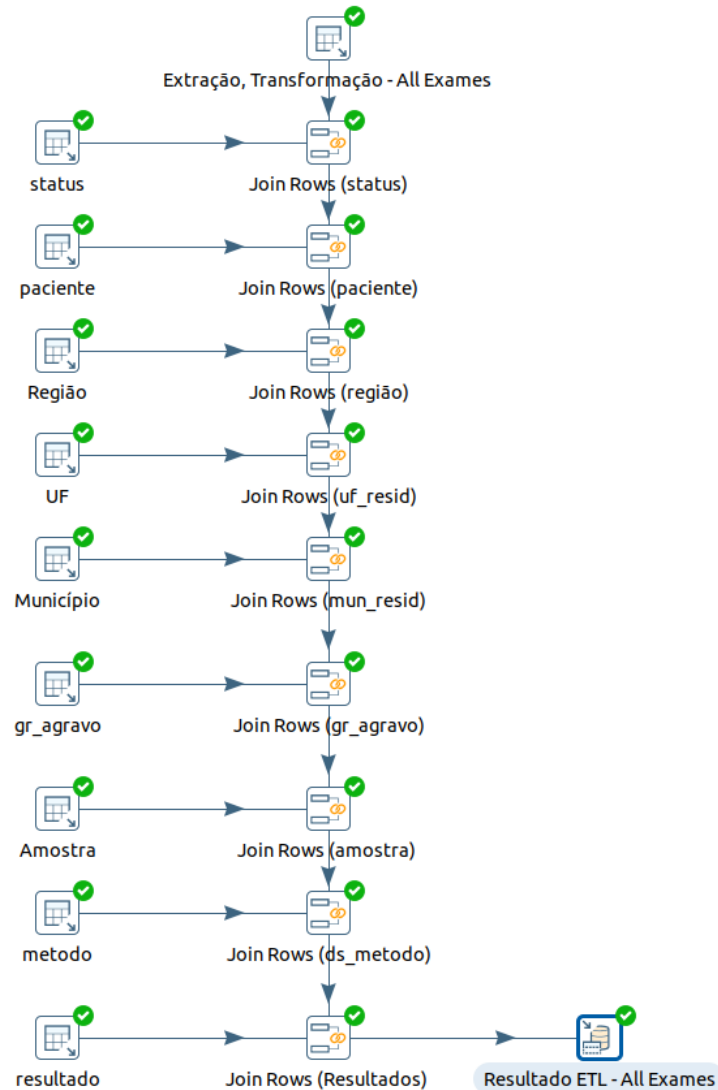 Extração, Transformação - All Exames
status
Join Rows (status)
paciente
Join Rows (paciente)
Região
Join Rows (região)
UF
Join Rows (uf_resid)
Município
Join Rows (mun_resid)
gr_agravo
Join Rows (gr_agravo)
Amostra
Join Rows (amostra)
metodo
Join Rows (ds_metodo)
resultado
Join Rows (Resultados)
Resultado ETL - All Exames